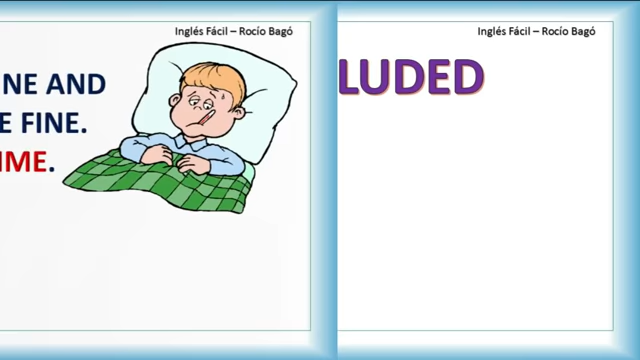 Inglés Fácil – Rocío Bagó
NE AND
E FINE.
IME.
Inglés Fácil – Rocío Bagó
LUDED